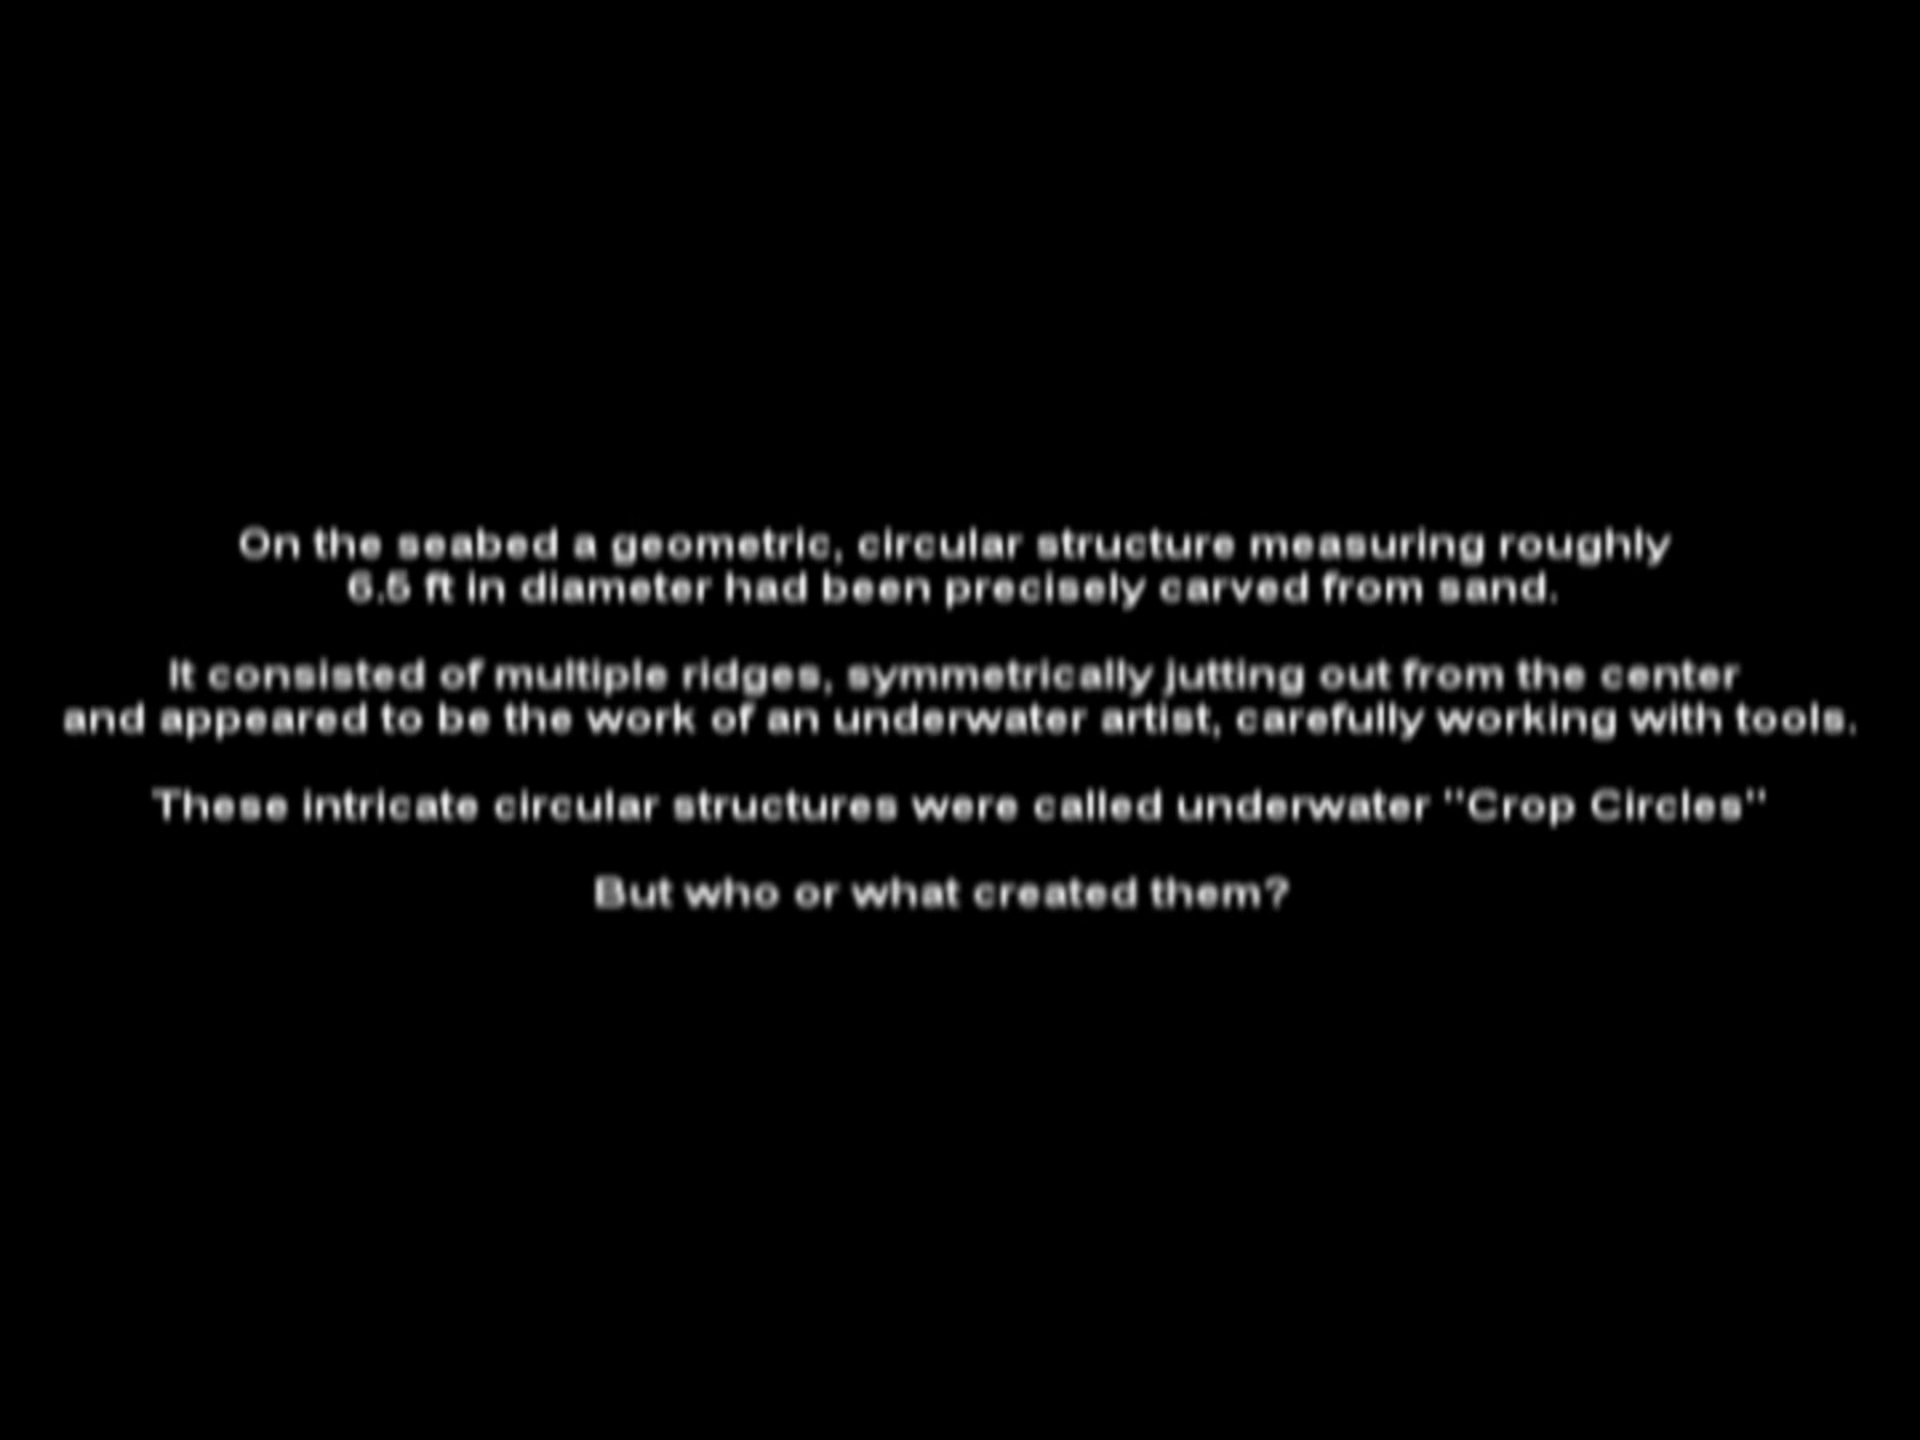 On the seabed a geometric, circular structure measuring roughly
6.5 ft in diameter had been precisely carved from sand.
It consisted of multiple ridges, symmetrically jutting out from the center
and appeared to be the work of an underwater artist, carefully working with tools.
These intricate circular structures were called underwater "Crop Circles"
But who or what created them?